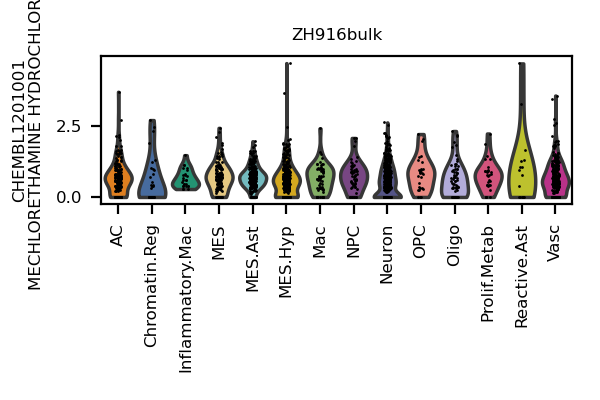 ZH916bulk
CHEMBL1201001
MECHLORETHAMINE HYDROCHLOR
2.5
0.0
AC
Chromatin.Reg
Inflammatory.Mac
MES
MES.Ast
MES.Hyp
Mac
NPC
Neuron
OPC
Oligo
Prolif.Metab
Reactive.Ast
Vasc